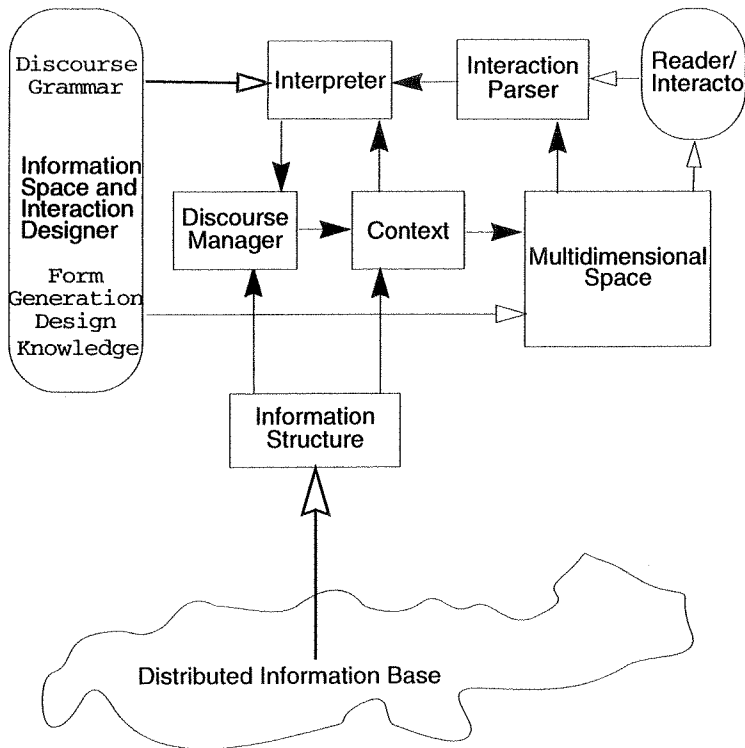 Discourse
Grammar
Information
Space and
Interaction
Designer
Form
Generation
Design
Knowledge
Interpreter
Interaction
Parser
Reader/
Interacto
Discourse
Manager
Context
Multidimensional
Space
Information
Structure
Distributed Information Base